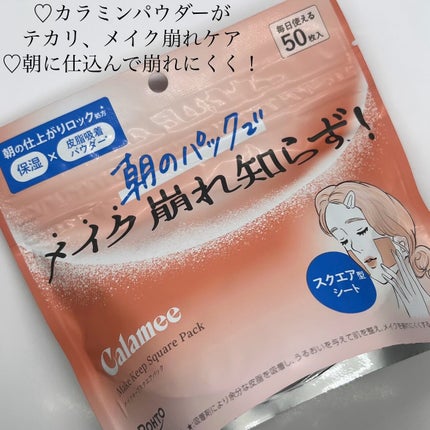 ♡カラミンパウダーが
テカリ、メイク崩れケア
♡朝に仕込んで崩れにくく！
毎日使える
50枚入
朝の仕上がりロック処方
保湿
×
皮脂吸着
パウダー*
朝のパックで
メイク崩れ知らず！
スクエア型
シート
Calamee
Make Keep Square Pack
ROHTO